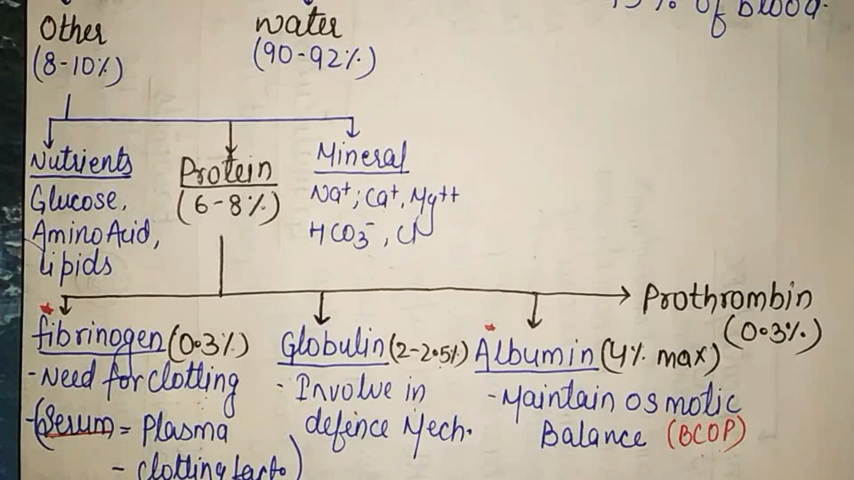 % of blood.
Other
(8-10%)
water
(90-92%)
Nutrients
Glucose,
Amino Acid,
Lipids
Protein
(6-8%)
Mineral
Na+; Ca+, Mg++
HCO3-, Cl
Prothrombin
(0.3%)
fibrinogen (0.3%)
- Need for clotting
- (Serum = Plasma
- clotting facto)
Globulin (2-2.5%)
- Involve in
defence Mech.
Albumin (4% max)
- Maintain osmotic
Balance (BCOP)